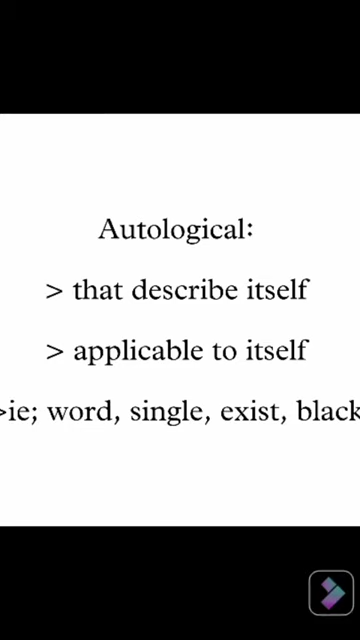 Autological:
> that describe itself
> applicable to itself
>ie; word, single, exist, black